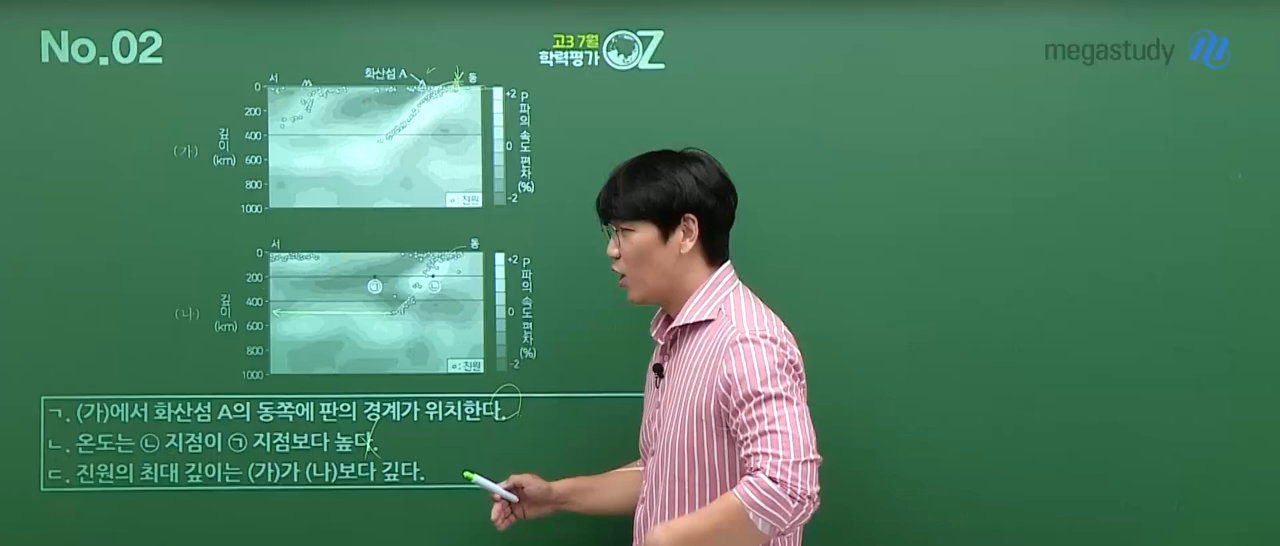 No.02
고3 7월
학력평가 OZ
megastudy
서
화산섬 A
동
(가)
깊이
(km)
0
200
400
600
800
1000
+2
0
-2
P파의 속도 편차(%)
: 진원
서
동
(나)
깊이
(km)
0
200
400
600
800
1000
㉠
㉡
+2
0
-2
P파의 속도 편차(%)
: 진원
ㄱ. (가)에서 화산섬 A의 동쪽에 판의 경계가 위치한다.
ㄴ. 온도는 ㉡ 지점이 ㉠ 지점보다 높다.
ㄷ. 진원의 최대 깊이는 (가)가 (나)보다 깊다.